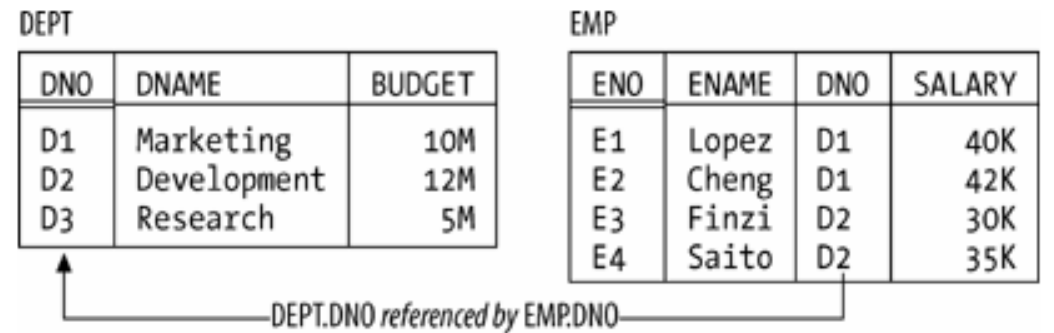 DEPT
DNO DNAME BUDGET
D1 Marketing 10M
D2 Development 12M
D3 Research 5M
EMP
ENO ENAME DNO SALARY
E1 Lopez D1 40K
E2 Cheng D1 42K
E3 Finzi D2 30K
E4 Saito D2 35K
DEPT.DNO referenced by EMP.DNO